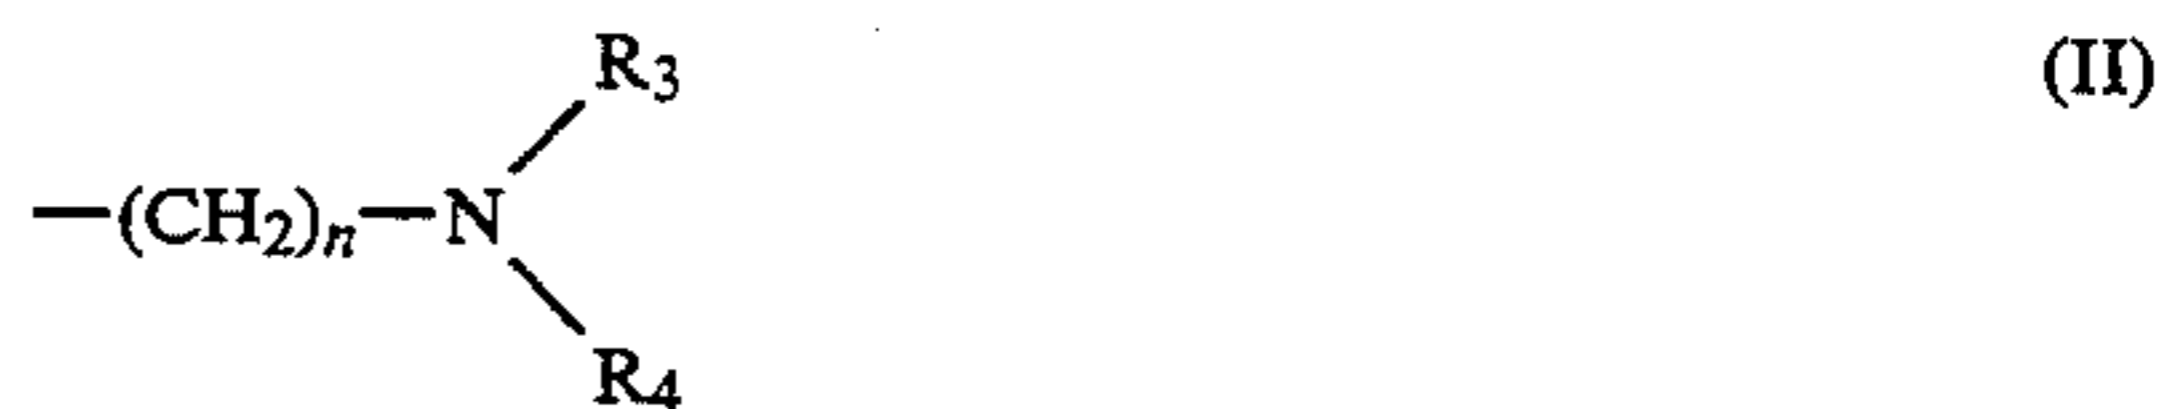 R3 (II)
—(CH2)n—N
R4